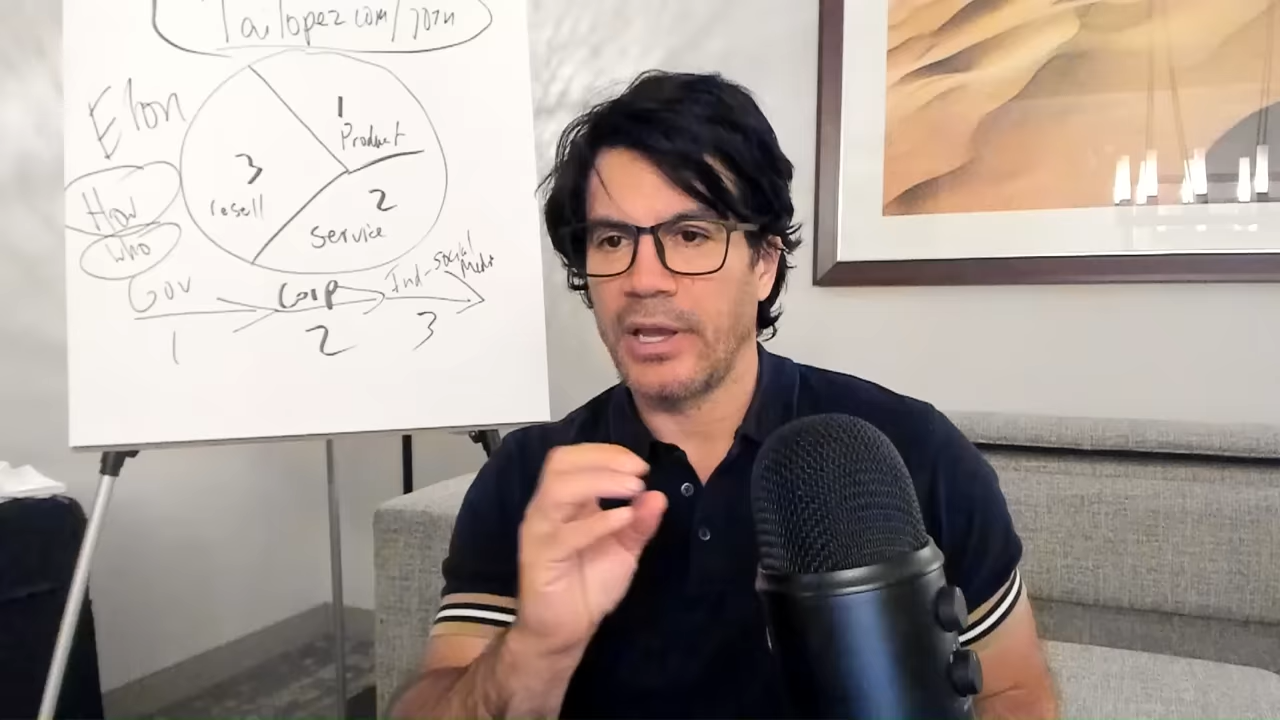 Tailopez com/join
Elon
1
Product
3
resell
2
service
How
Who
Gov
Corp
Ind-social
Media
1
2
3